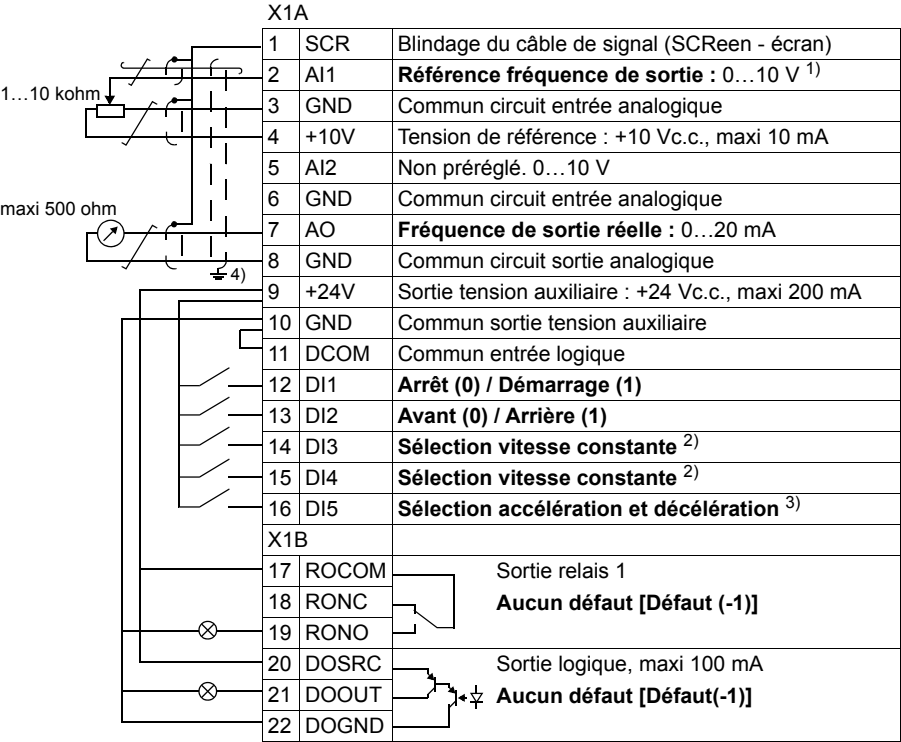 X1A
1 SCR Blindage du câble de signal (SCReen - écran)
2 AI1 Référence fréquence de sortie : 0…10 V 1)
1…10 kohm
3 GND Commun circuit entrée analogique
4 +10V Tension de référence : +10 Vc.c., maxi 10 mA
5 AI2 Non préréglé. 0…10 V
6 GND Commun circuit entrée analogique
maxi 500 ohm
7 AO Fréquence de sortie réelle : 0…20 mA
8 GND Commun circuit sortie analogique
4)
9 +24V Sortie tension auxiliaire : +24 Vc.c., maxi 200 mA
10 GND Commun sortie tension auxiliaire
11 DCOM Commun entrée logique
12 DI1 Arrêt (0) / Démarrage (1)
13 DI2 Avant (0) / Arrière (1)
14 DI3 Sélection vitesse constante 2)
15 DI4 Sélection vitesse constante 2)
16 DI5 Sélection accélération et décélération 3)
X1B
17 ROCOM Sortie relais 1
18 RONC Aucun défaut [Défaut (-1)]
19 RONO
20 DOSRC Sortie logique, maxi 100 mA
21 DOOUT Aucun défaut [Défaut(-1)]
22 DOGND